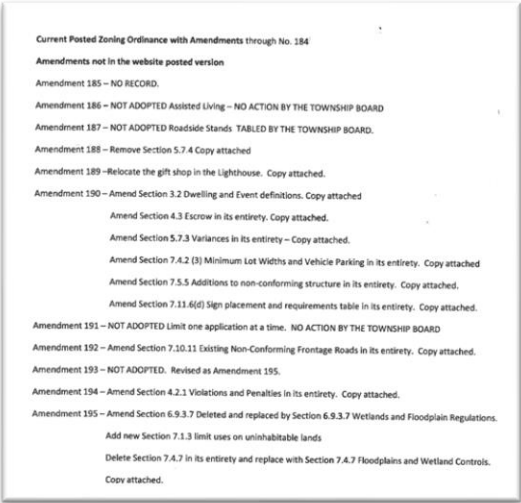 Current Posted Zoning Ordinance with Amendments through No. 184
Amendments not in the website posted version
Amendment 185 – NO RECORD.
Amendment 186 – NOT ADOPTED Assisted Living – NO ACTION BY THE TOWNSHIP BOARD
Amendment 187 – NOT ADOPTED Roadside Stands TABLED BY THE TOWNSHIP BOARD.
Amendment 188 – Remove Section 5.7.4 Copy attached
Amendment 189 –Relocate the gift shop in the Lighthouse. Copy attached.
Amendment 190 – Amend Section 3.2 Dwelling and Event definitions. Copy attached
Amend Section 4.3 Escrow in its entirety. Copy attached.
Amend Section 5.7.3 Variances in its entirety – Copy attached.
Amend Section 7.4.2 (3) Minimum Lot Widths and Vehicle Parking in its entirety. Copy attached
Amend Section 7.5.5 Additions to non-conforming structure in its entirety. Copy attached.
Amend Section 7.11.6(d) Sign placement and requirements table in its entirety. Copy attached.
Amendment 191 – NOT ADOPTED Limit one application at a time. NO ACTION BY THE TOWNSHIP BOARD
Amendment 192 – Amend Section 7.10.11 Existing Non-Conforming Frontage Roads in its entirety. Copy attached.
Amendment 193 – NOT ADOPTED. Revised as Amendment 195.
Amendment 194 – Amend Section 4.2.1 Violations and Penalties in its entirety. Copy attached.
Amendment 195 – Amend Section 6.9.3.7 Deleted and replaced by Section 6.9.3.7 Wetlands and Floodplain Regulations.
Add new Section 7.1.3 limit uses on uninhabitable lands
Delete Section 7.4.7 in its entirety and replace with Section 7.4.7 Floodplains and Wetland Controls.
Copy attached.